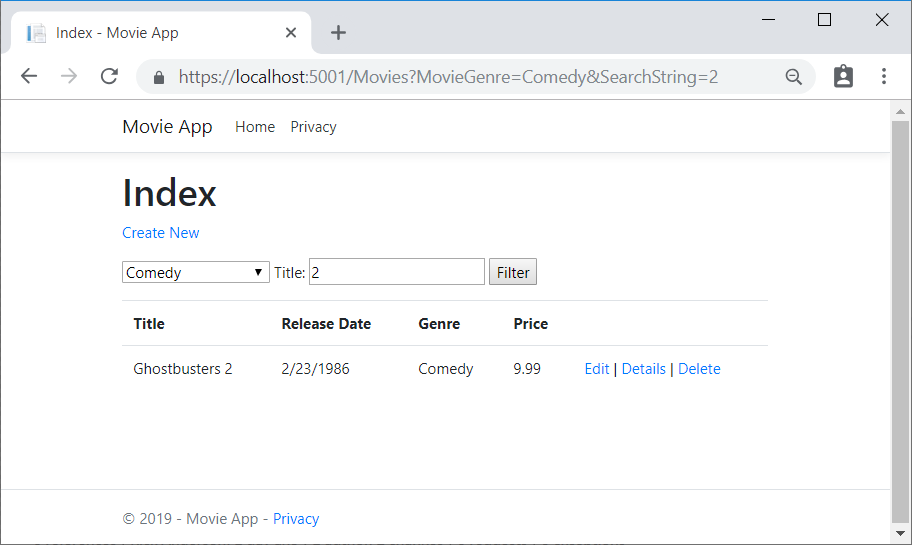 Index - Movie App
https://localhost:5001/Movies?MovieGenre=Comedy&SearchString=2
Movie App Home Privacy
Index
Create New
Comedy Title: 2 Filter
Title Release Date Genre Price
Ghostbusters 2 2/23/1986 Comedy 9.99 Edit | Details | Delete
© 2019 - Movie App - Privacy